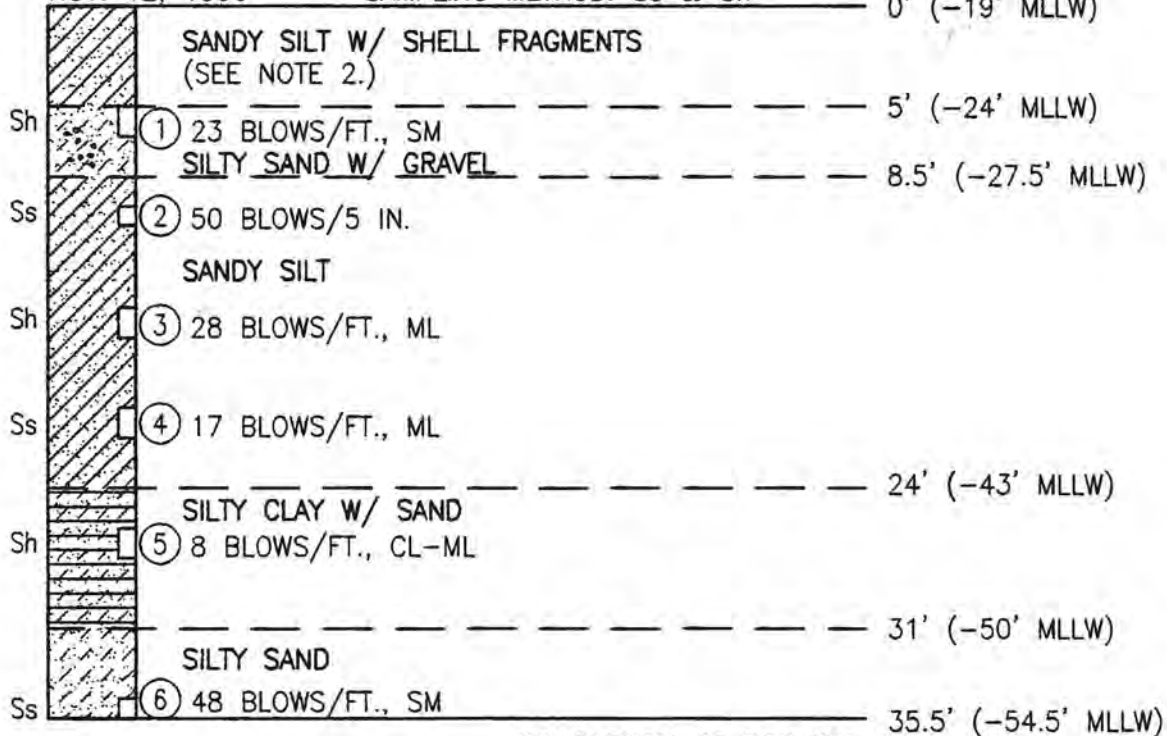 0' (-19' MLLW)
SANDY SILT W/ SHELL FRAGMENTS
(SEE NOTE 2.)
5' (-24' MLLW)
Sh 1 23 BLOWS/FT., SM
SILTY SAND W/ GRAVEL
8.5' (-27.5' MLLW)
Ss 2 50 BLOWS/5 IN.
SANDY SILT
Sh 3 28 BLOWS/FT., ML
Ss 4 17 BLOWS/FT., ML
24' (-43' MLLW)
SILTY CLAY W/ SAND
Sh 5 8 BLOWS/FT., CL-ML
31' (-50' MLLW)
SILTY SAND
Ss 6 48 BLOWS/FT., SM
35.5' (-54.5' MLLW)